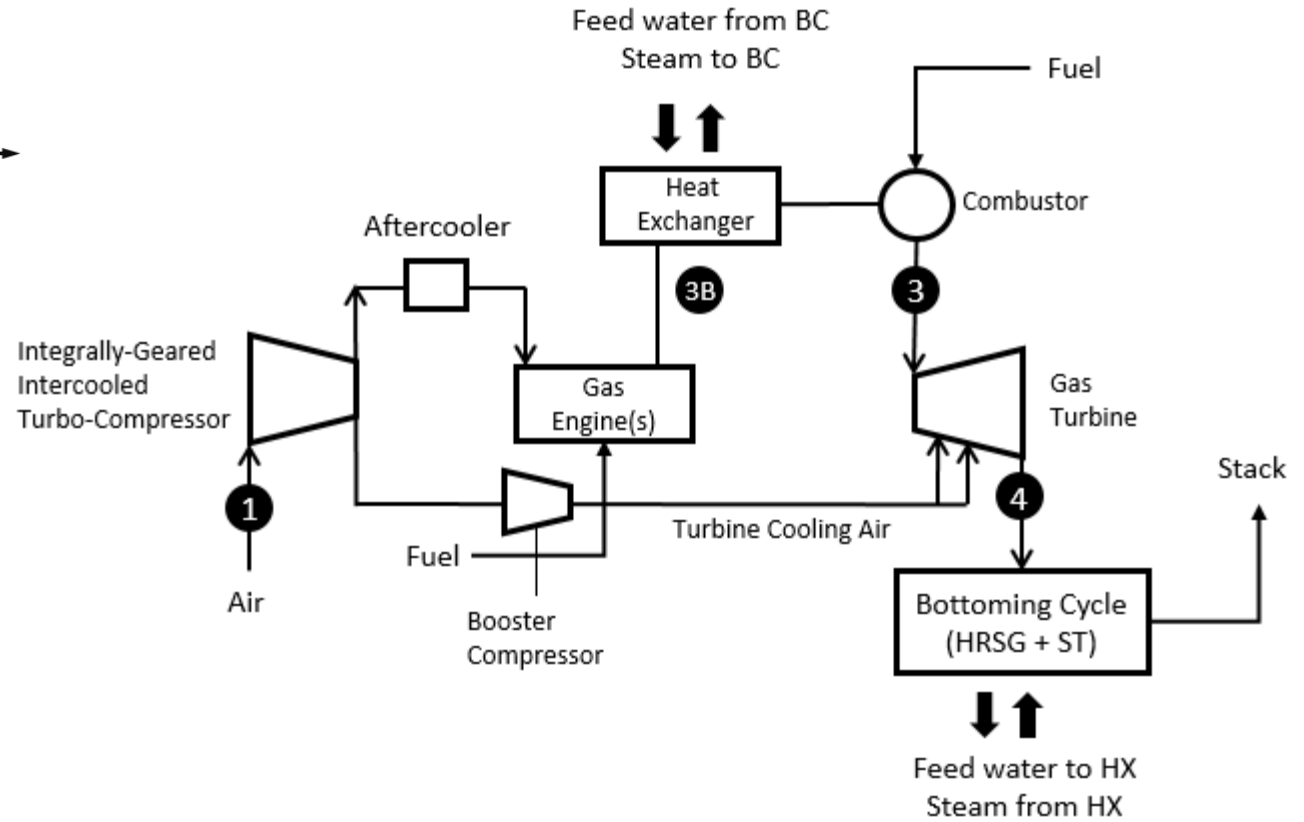 Feed water from BC
Steam to BC
Fuel
Heat
Exchanger
Combustor
Aftercooler
3B
3
Integrally-Geared
Intercooled
Turbo-Compressor
Gas
Engine(s)
Gas
Turbine
Stack
1
4
Turbine Cooling Air
Fuel
Air
Booster
Compressor
Bottoming Cycle
(HRSG + ST)
Feed water to HX
Steam from HX